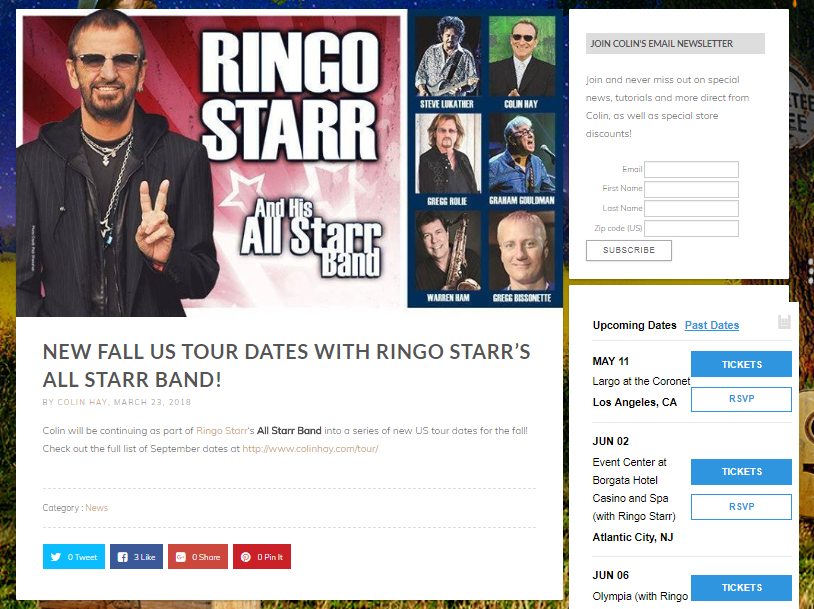 RINGO
STARR
And His
All Starr
Band
STEVE LUKATHER
COLIN HAY
GREGG ROLIE
GRAHAM GOULDMAN
WARREN HAM
GREGG BISSONETTE
NEW FALL US TOUR DATES WITH RINGO STARR’S
ALL STARR BAND!
BY COLIN HAY, MARCH 23, 2018
Colin will be continuing as part of Ringo Starr's All Starr Band into a series of new US tour dates for the fall!
Check out the full list of September dates at http://www.colinhay.com/tour/
Category : News
0 Tweet
3 Like
0 Share
0 Pin It
JOIN COLIN'S EMAIL NEWSLETTER
Join and never miss out on special
news, tutorials and more direct from
Colin, as well as special store
discounts!
Email
First Name
Last Name
Zip code (US)
SUBSCRIBE
Upcoming Dates Past Dates
MAY 11
Largo at the Coronet
Los Angeles, CA
TICKETS
RSVP
JUN 02
Event Center at
Borgata Hotel
Casino and Spa
(with Ringo Starr)
Atlantic City, NJ
TICKETS
RSVP
JUN 06
Olympia (with Ringo
TICKETS